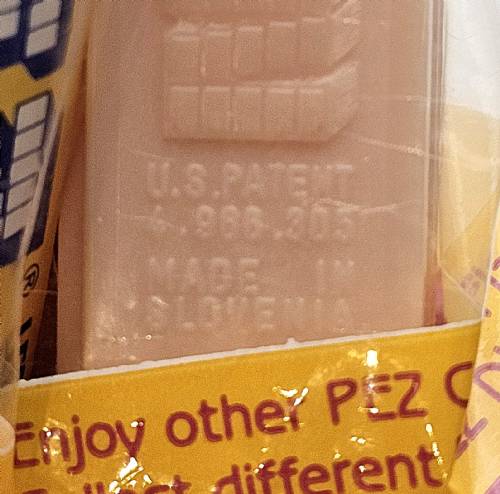 U.S.PATENT
4.966.305
MADE IN
SLOVENIA
®
Enjoy other PEZ
different